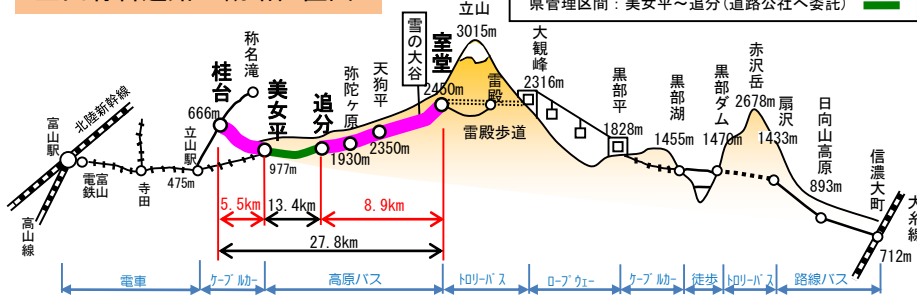 県管理区間：美女平～追分(道路公社へ委託)
立山
3015m
雪の大谷
室堂
2450m
大観峰
2316m
雷殿
雷殿歩道
黒部平
1828m
黒部湖
1455m
黒部ダム
1470m
赤沢岳
2678m
扇沢
1433m
日向山高原
893m
信濃大町
712m
大糸線
称名滝
桂台
666m
美女平
977m
追分
弥陀ヶ原
1930m
天狗平
2350m
北陸新幹線
富山駅
高山線
富山
電鉄
寺田
立山駅
475m
5.5km
13.4km
8.9km
27.8km
電車
ケーブルカー
高原バス
トロリーバス
ロープウェー
ケーブルカー
徒歩
トロリーバス
路線バス